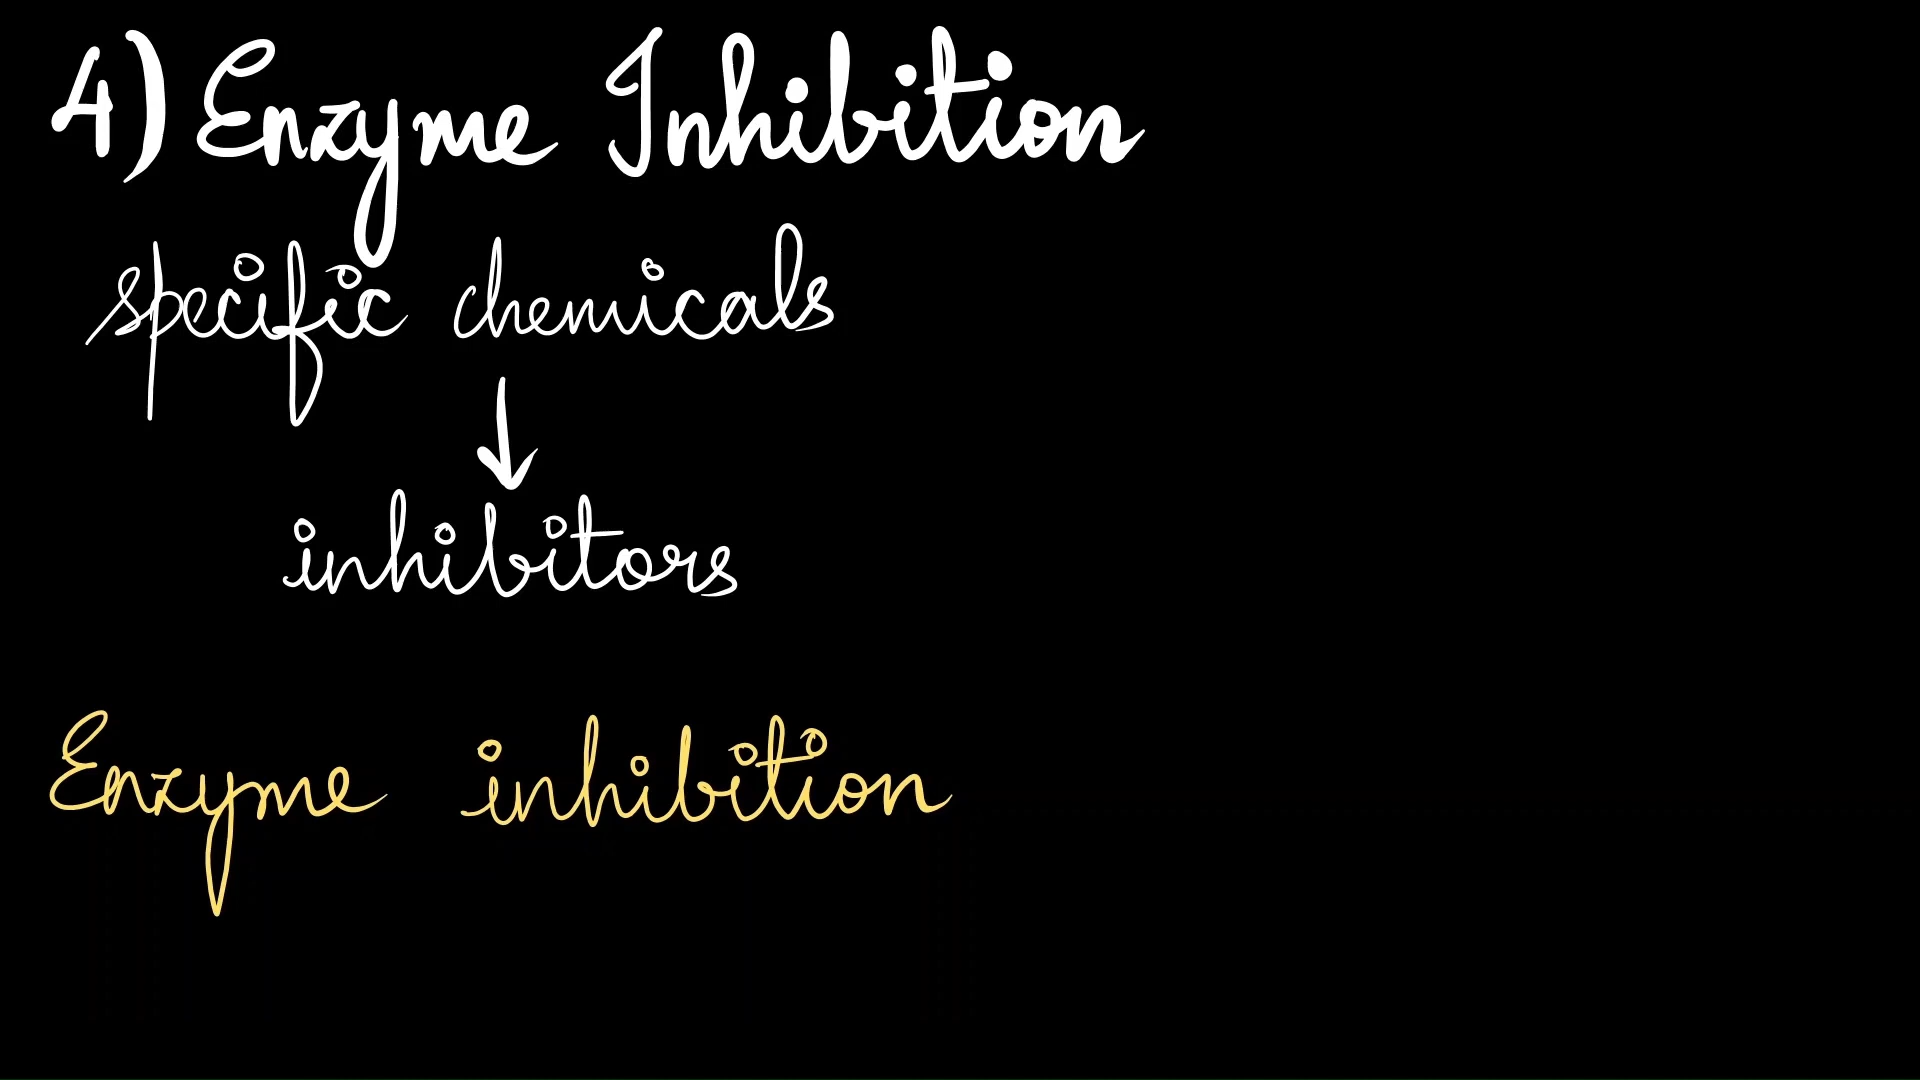 4) Enzyme Inhibition
specific chemicals
↓
inhibitors
Enzyme inhibition